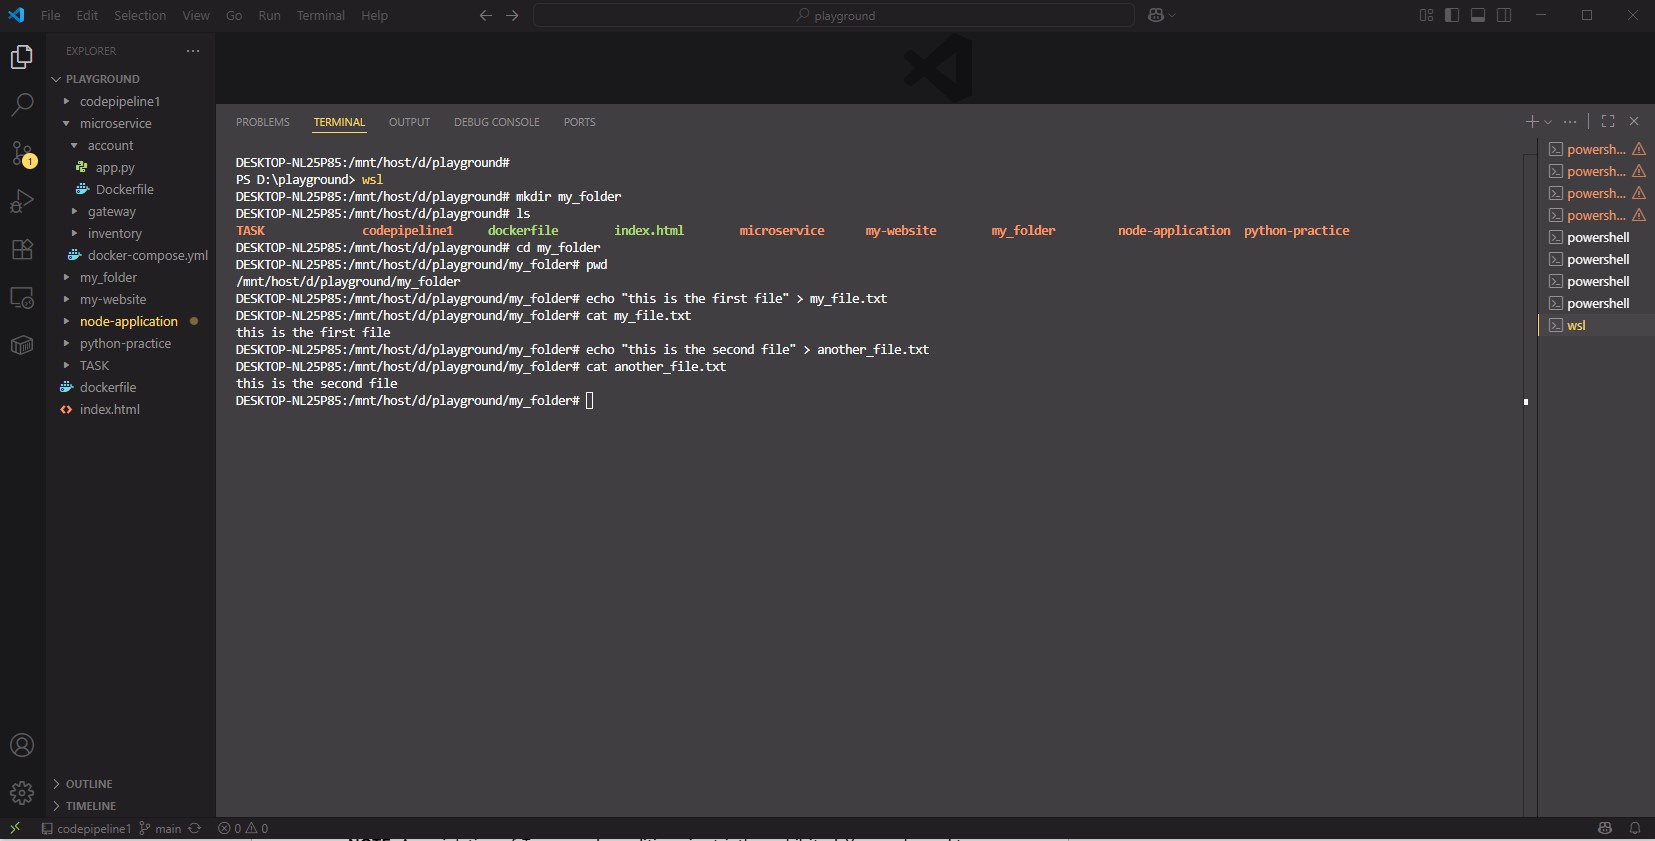 File Edit Selection View Go Run Terminal Help
playground
EXPLORER
PLAYGROUND
codepipeline1
microservice
account
app.py
Dockerfile
gateway
inventory
docker-compose.yml
my_folder
my-website
node-application
python-practice
TASK
dockerfile
index.html
OUTLINE
TIMELINE
1
PROBLEMS TERMINAL OUTPUT DEBUG CONSOLE PORTS
DESKTOP-NL25P85:/mnt/host/d/playground#
PS D:\playground> wsl
DESKTOP-NL25P85:/mnt/host/d/playground# mkdir my_folder
DESKTOP-NL25P85:/mnt/host/d/playground# ls
TASK codepipeline1 dockerfile index.html microservice my-website my_folder node-application python-practice
DESKTOP-NL25P85:/mnt/host/d/playground# cd my_folder
DESKTOP-NL25P85:/mnt/host/d/playground/my_folder# pwd
/mnt/host/d/playground/my_folder
DESKTOP-NL25P85:/mnt/host/d/playground/my_folder# echo "this is the first file" > my_file.txt
DESKTOP-NL25P85:/mnt/host/d/playground/my_folder# cat my_file.txt
this is the first file
DESKTOP-NL25P85:/mnt/host/d/playground/my_folder# echo "this is the second file" > another_file.txt
DESKTOP-NL25P85:/mnt/host/d/playground/my_folder# cat another_file.txt
this is the second file
DESKTOP-NL25P85:/mnt/host/d/playground/my_folder#
powersh...
powersh...
powersh...
powersh...
powershell
powershell
powershell
powershell
wsl
codepipeline1 main 0 0